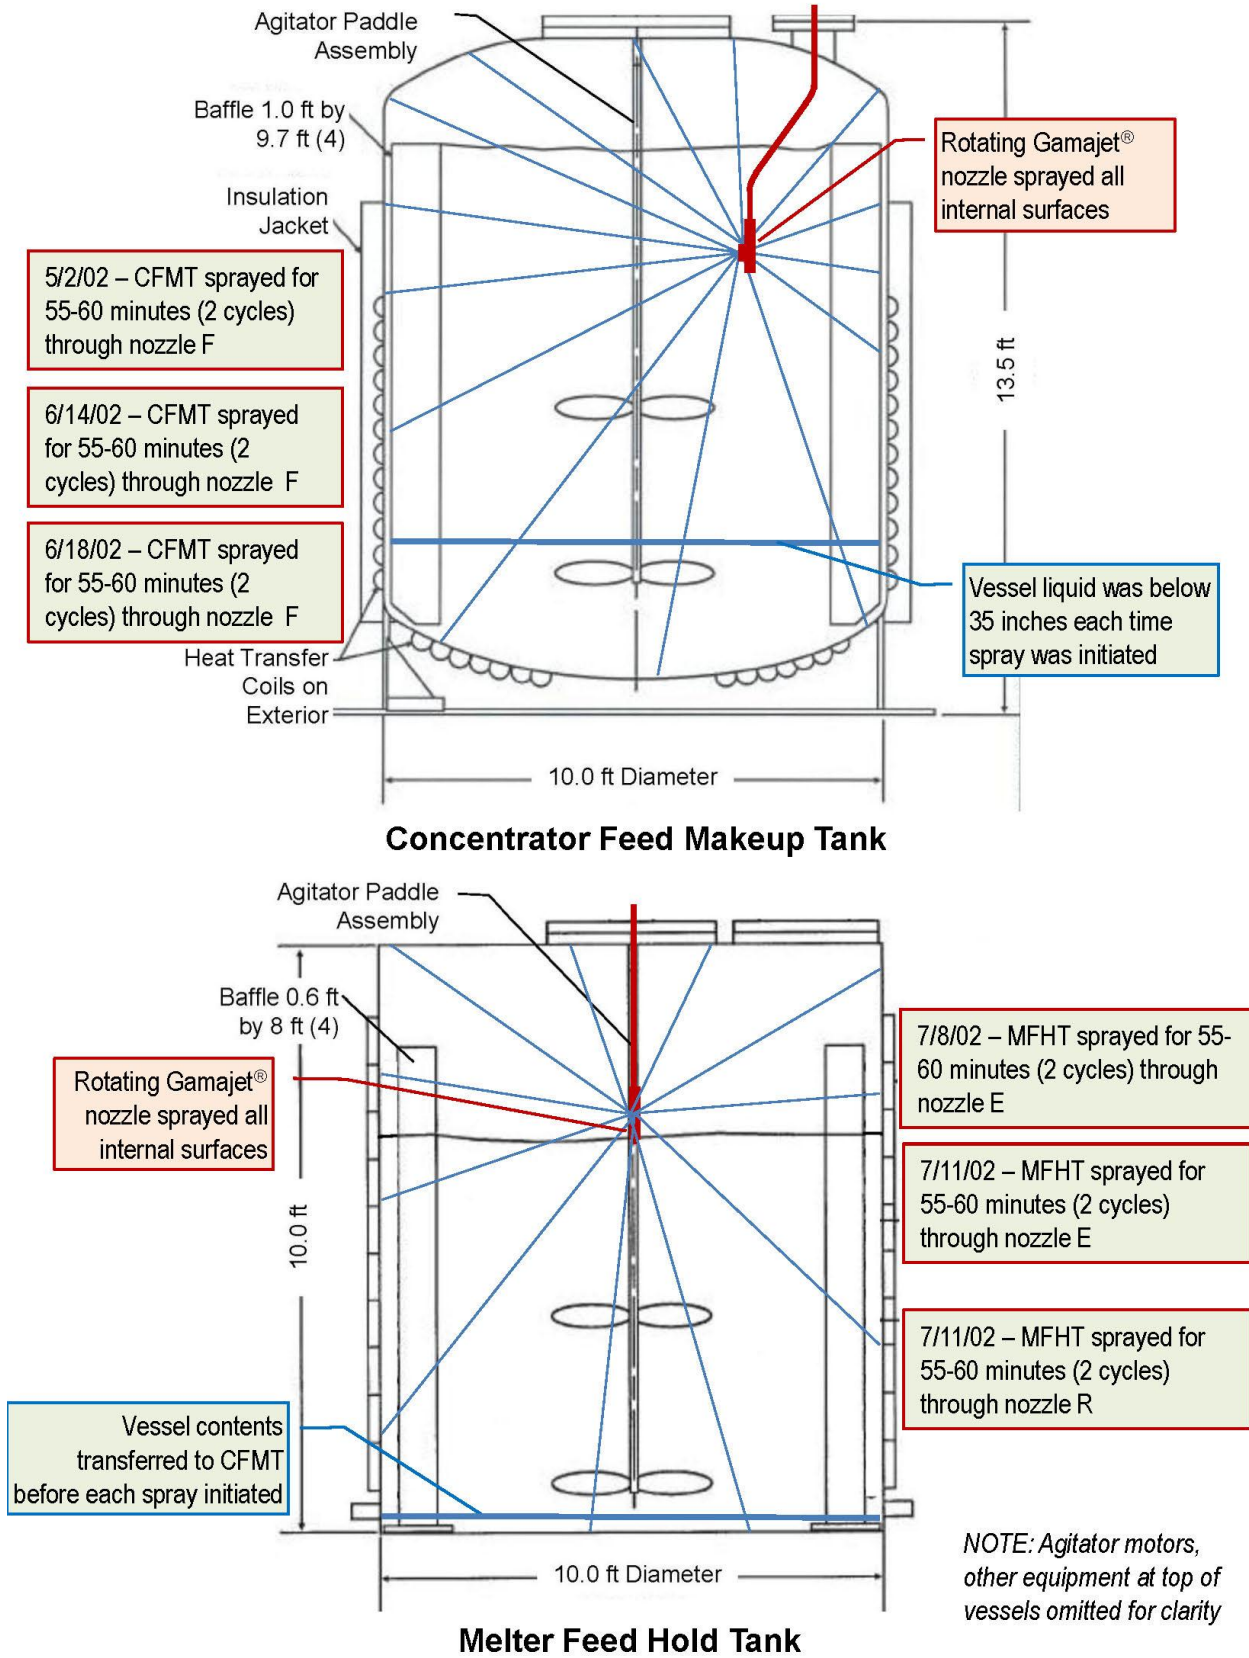 Agitator Paddle
Assembly
Baffle 1.0 ft by
9.7 ft (4)
Insulation
Jacket
Rotating Gamajet®
nozzle sprayed all
internal surfaces
5/2/02 – CFMT sprayed for
55-60 minutes (2 cycles)
through nozzle F
6/14/02 – CFMT sprayed
for 55-60 minutes (2
cycles) through nozzle F
6/18/02 – CFMT sprayed
for 55-60 minutes (2
cycles) through nozzle F
13.5 ft
Vessel liquid was below
35 inches each time
spray was initiated
Heat Transfer
Coils on
Exterior
10.0 ft Diameter
Concentrator Feed Makeup Tank
Agitator Paddle
Assembly
Baffle 0.6 ft
by 8 ft (4)
Rotating Gamajet®
nozzle sprayed all
internal surfaces
10.0 ft
7/8/02 – MFHT sprayed for 55-
60 minutes (2 cycles) through
nozzle E
7/11/02 – MFHT sprayed for
55-60 minutes (2 cycles)
through nozzle E
7/11/02 – MFHT sprayed for
55-60 minutes (2 cycles)
through nozzle R
Vessel contents
transferred to CFMT
before each spray initiated
10.0 ft Diameter
NOTE: Agitator motors,
other equipment at top of
vessels omitted for clarity
Melter Feed Hold Tank